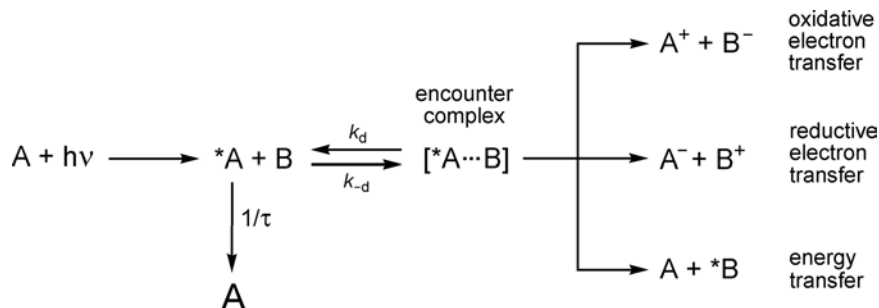 oxidative
electron
transfer
A⁺ + B⁻
encounter
complex
A + hν
*A + B
k_d
k_–d
[*A···B]
A⁻ + B⁺
reductive
electron
transfer
1/τ
A
A + *B
energy
transfer